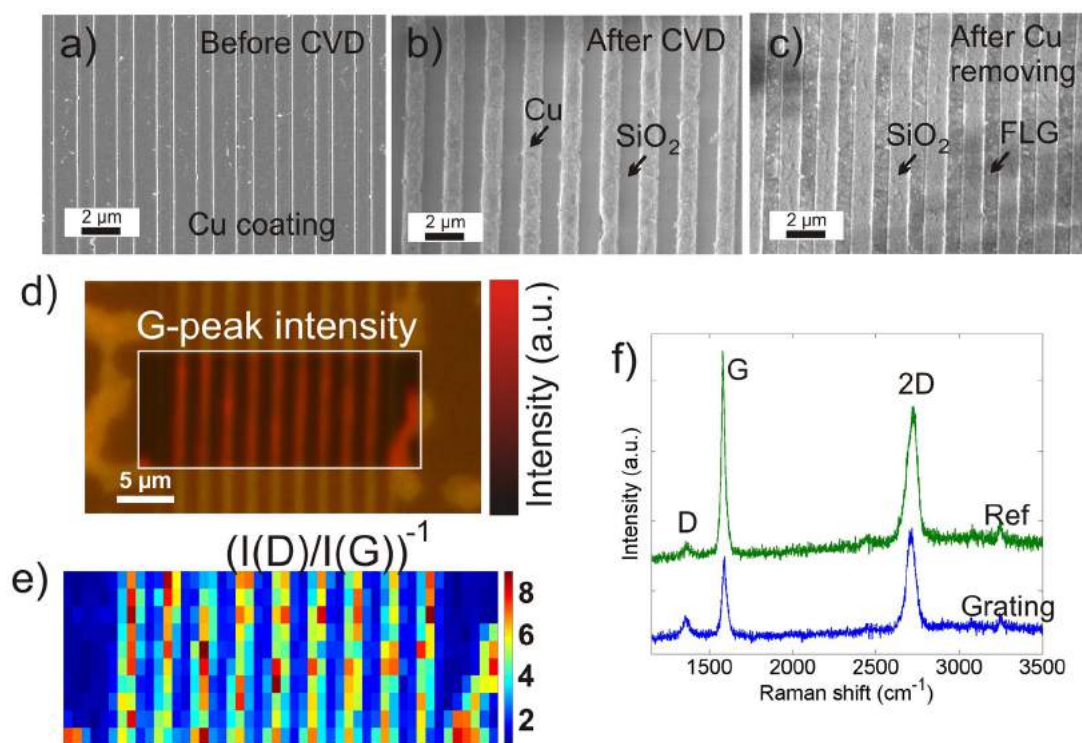 a)
Before CVD
Cu coating
2 µm
b)
After CVD
Cu
SiO₂
2 µm
c)
After Cu
removing
SiO₂
FLG
2 µm
d)
G-peak intensity
5 µm
Intensity (a.u.)
e)
(I(D)/I(G))⁻¹
8
6
4
2
f)
G
2D
D
Ref
Grating
Intensity (a.u.)
1500
2000
2500
3000
3500
Raman shift (cm⁻¹)